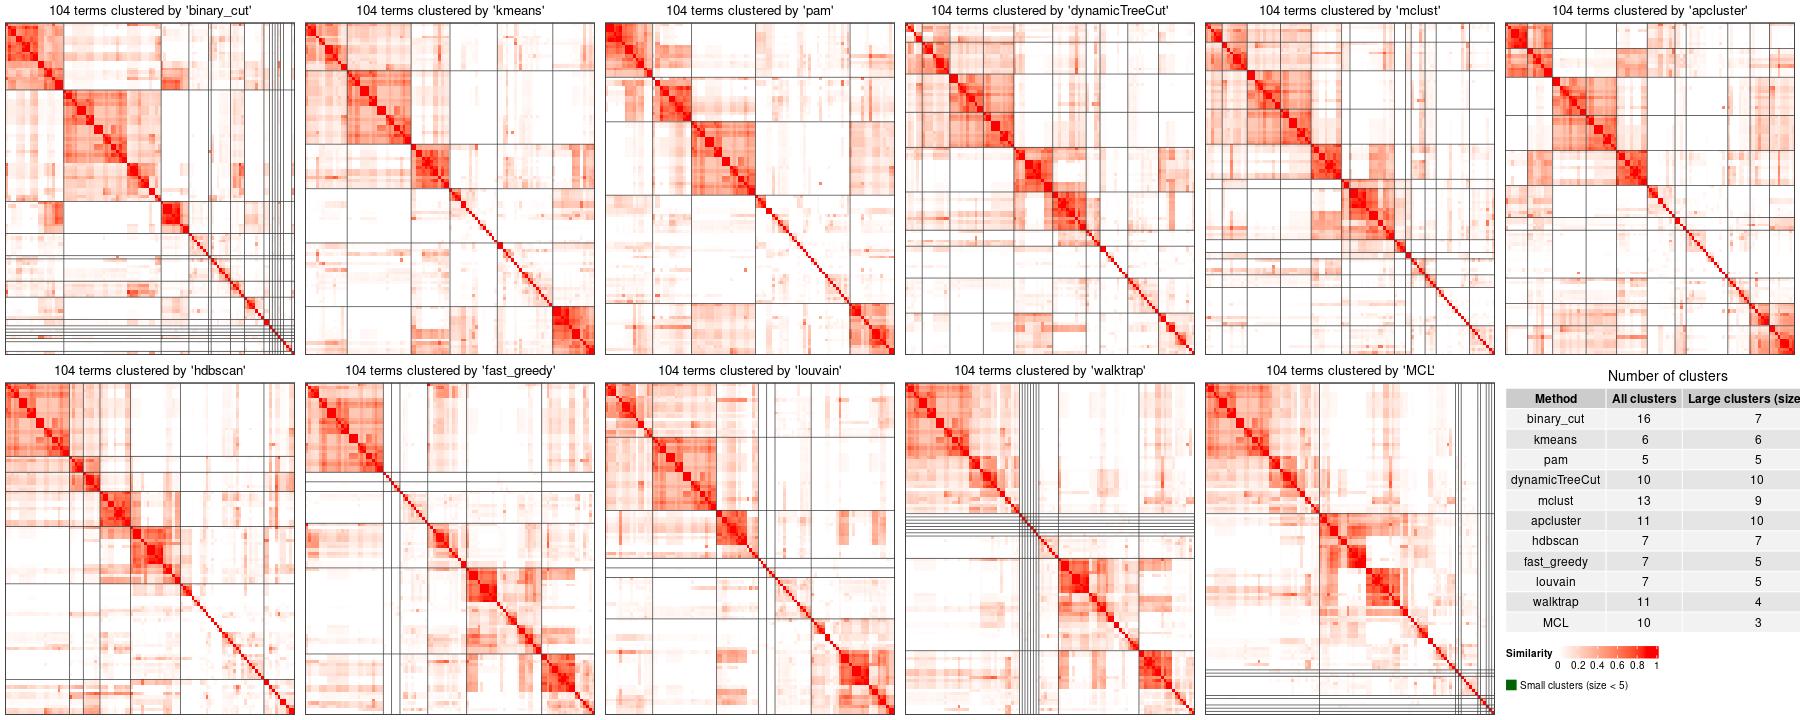 104 terms clustered by 'binary_cut'
104 terms clustered by 'kmeans'
104 terms clustered by 'pam'
104 terms clustered by 'dynamicTreeCut'
104 terms clustered by 'mclust'
104 terms clustered by 'apcluster'
104 terms clustered by 'hdbscan'
104 terms clustered by 'fast_greedy'
104 terms clustered by 'louvain'
104 terms clustered by 'walktrap'
104 terms clustered by 'MCL'
Number of clusters
Method All clusters Large clusters (size
binary_cut 16 7
kmeans 6 6
pam 5 5
dynamicTreeCut 10 10
mclust 13 9
apcluster 11 10
hdbscan 7 7
fast_greedy 7 5
louvain 7 5
walktrap 11 4
MCL 10 3
Similarity
0 0.2 0.4 0.6 0.8 1
Small clusters (size < 5)